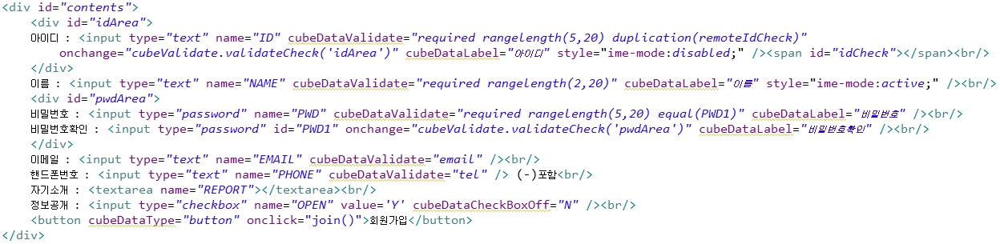 <div id="contents">
<div id="idArea">
아이디 : <input type="text" name="ID" cubeDataValidate="required rangelength(5,20) duplication(remoteIdCheck)"
onchange="cubeValidate.validateCheck('idArea')" cubeDataLabel="아이디" style="ime-mode:disabled;" /><span id="idCheck"></span><br/>
</div>
이름 : <input type="text" name="NAME" cubeDataValidate="required rangelength(2,20)" cubeDataLabel="이름" style="ime-mode:active;" /><br/>
<div id="pwdArea">
비밀번호 : <input type="password" name="PWD" cubeDataValidate="required rangelength(5,20) equal(PWD1)" cubeDataLabel="비밀번호" /><br/>
비밀번호확인 : <input type="password" id="PWD1" onchange="cubeValidate.validateCheck('pwdArea')" cubeDataLabel="비밀번호확인" /><br/>
</div>
이메일 : <input type="text" name="EMAIL" cubeDataValidate="email" /><br/>
핸드폰번호 : <input type="text" name="PHONE" cubeDataValidate="tel" /> (-)포함<br/>
자기소개 : <textarea name="REPORT"></textarea><br/>
정보공개 : <input type="checkbox" name="OPEN" value='Y' cubeDataCheckBoxOff="N" /><br/>
<button cubeDataType="button" onclick="join()">회원가입</button>
</div>